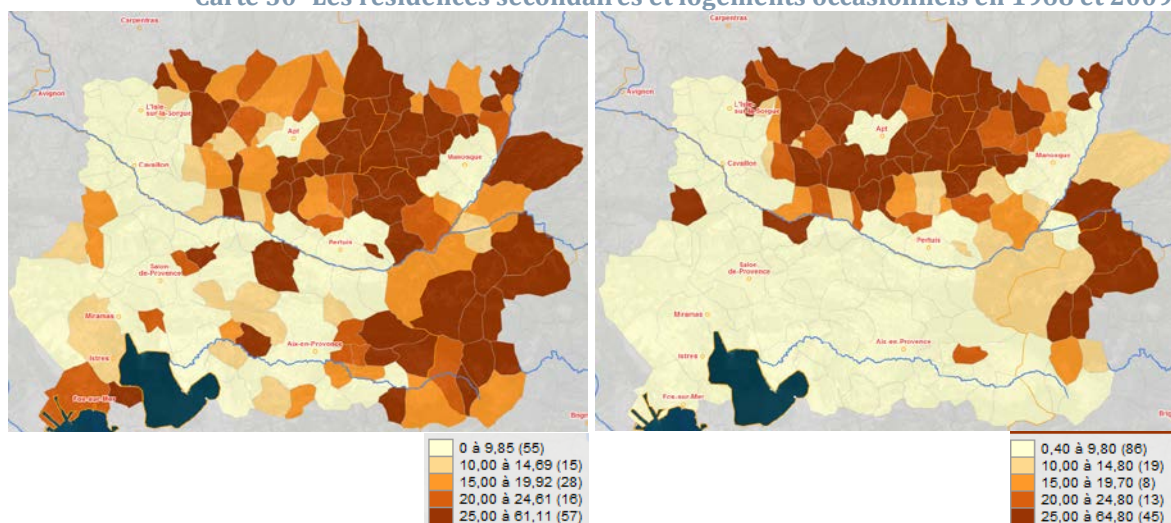 Carte 30- Les résidences secondaires et logements occasionnels en 1968 et 2009
Carpentras
Avignon
L'Isle-
sur-la-Sorgue
Apt
Cavaillon
Manosque
Pertuis
Salon-
de-Provence
Miramas
Istres
Aix-en-Provence
Fos-sur-Mer
Brign
0 à 9,85 (55)
10,00 à 14,69 (15)
15,00 à 19,92 (28)
20,00 à 24,61 (16)
25,00 à 61,11 (57)
Carpentras
Avignon
L'Isle-
sur-la-Sorgue
Apt
Cavaillon
Manosque
Pertuis
Salon-
de-Provence
Miramas
Istres
Aix-en-Provence
Fos-sur-Mer
Brig
0,40 à 9,80 (86)
10,00 à 14,80 (19)
15,00 à 19,70 (8)
20,00 à 24,80 (13)
25,00 à 64,80 (45)